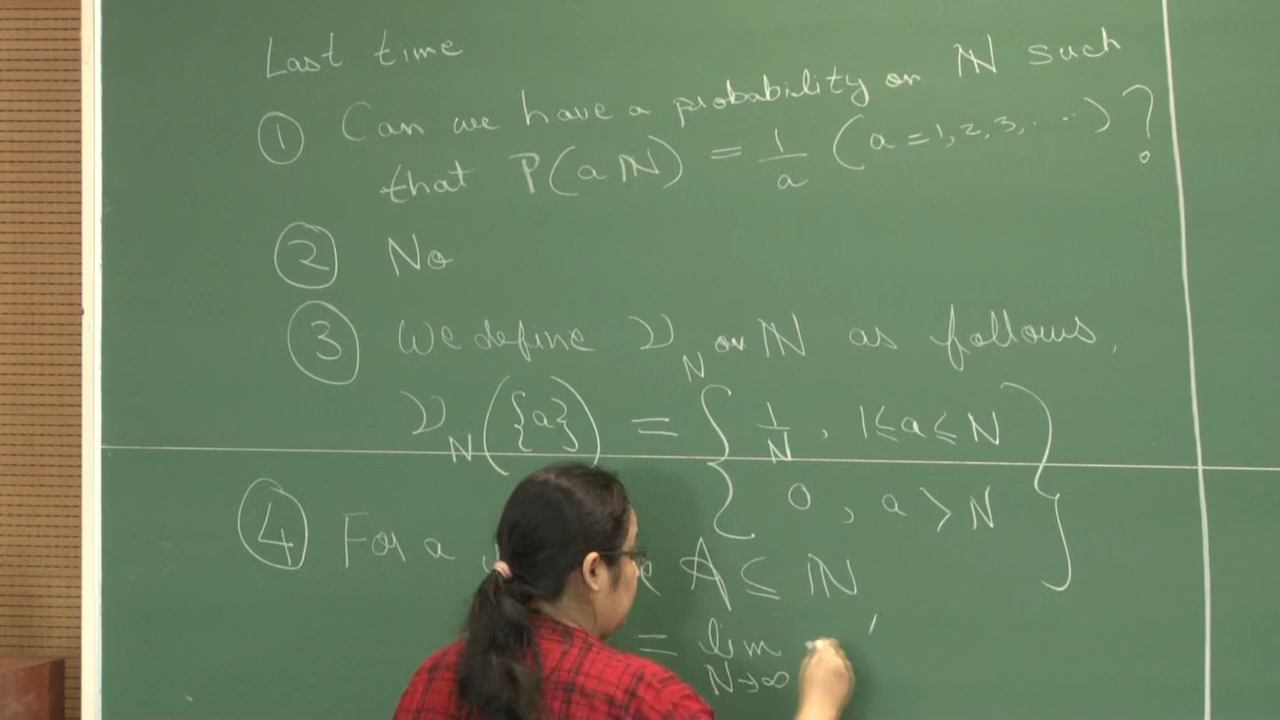 Last time
① Can we have a probability on ℕ such
that P(aℕ) = 1/a (a = 1, 2, 3, ....)?
② No
③ We define ν_N on ℕ as follows,
ν_N({a}) = { 1/N, 1 ≤ a ≤ N
0, a > N }
④ For a A ⊆ ℕ,
= lim N→∞